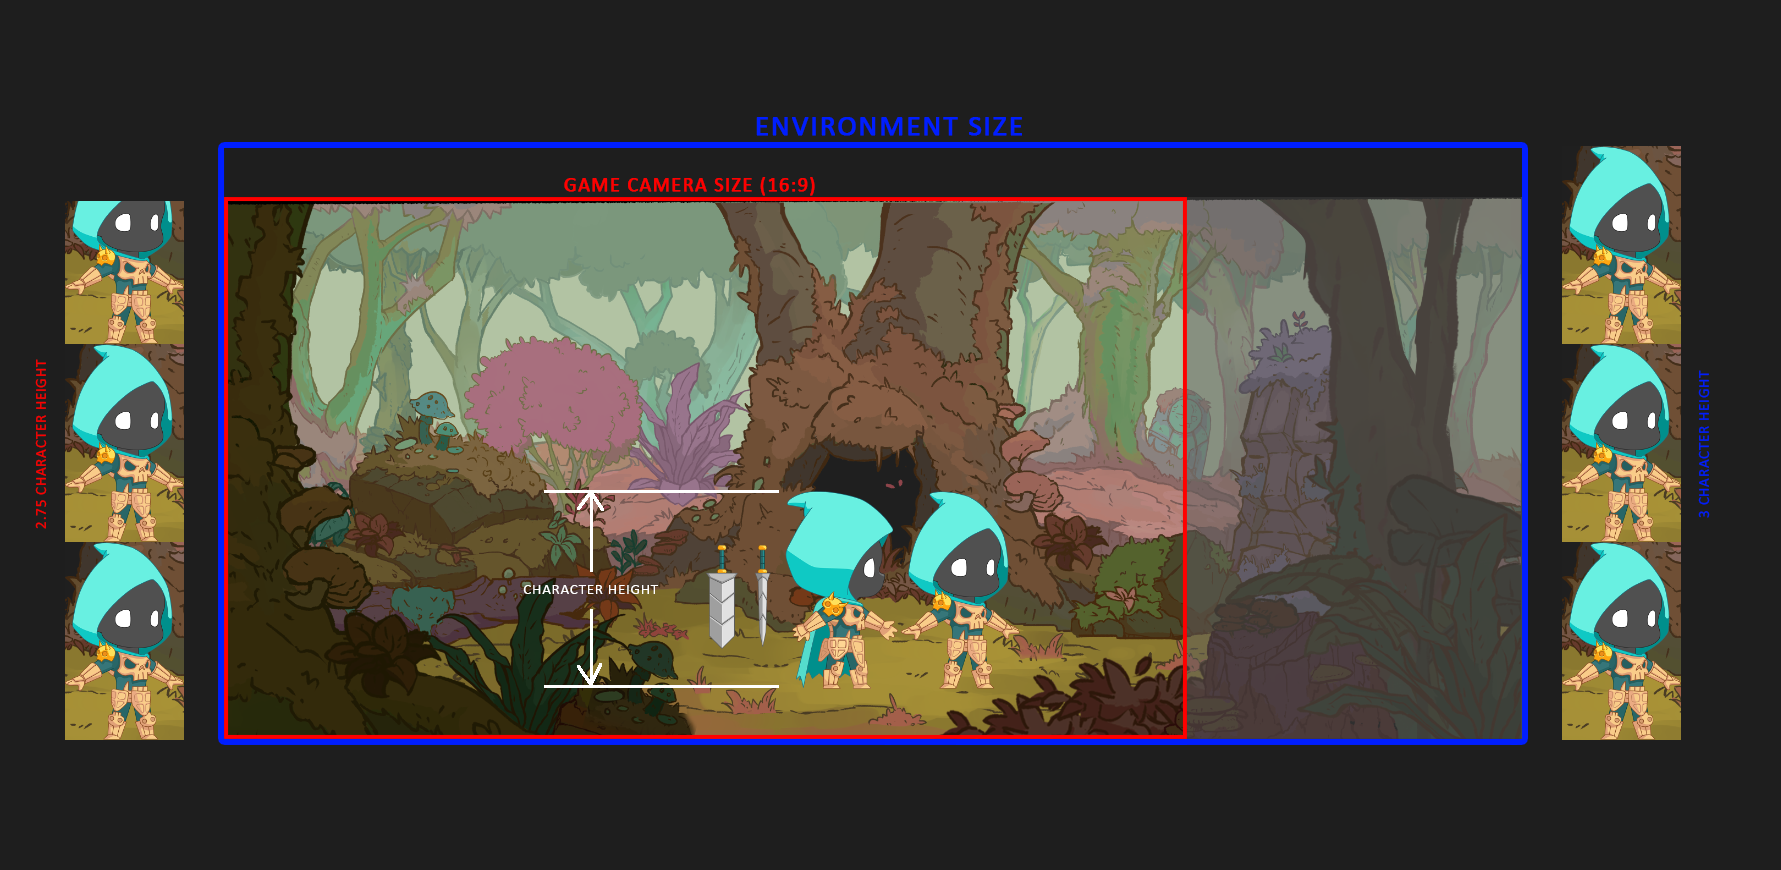 ENVIRONMENT SIZE
GAME CAMERA SIZE (16:9)
2.75 CHARACTER HEIGHT
CHARACTER HEIGHT
3 CHARACTER HEIGHT